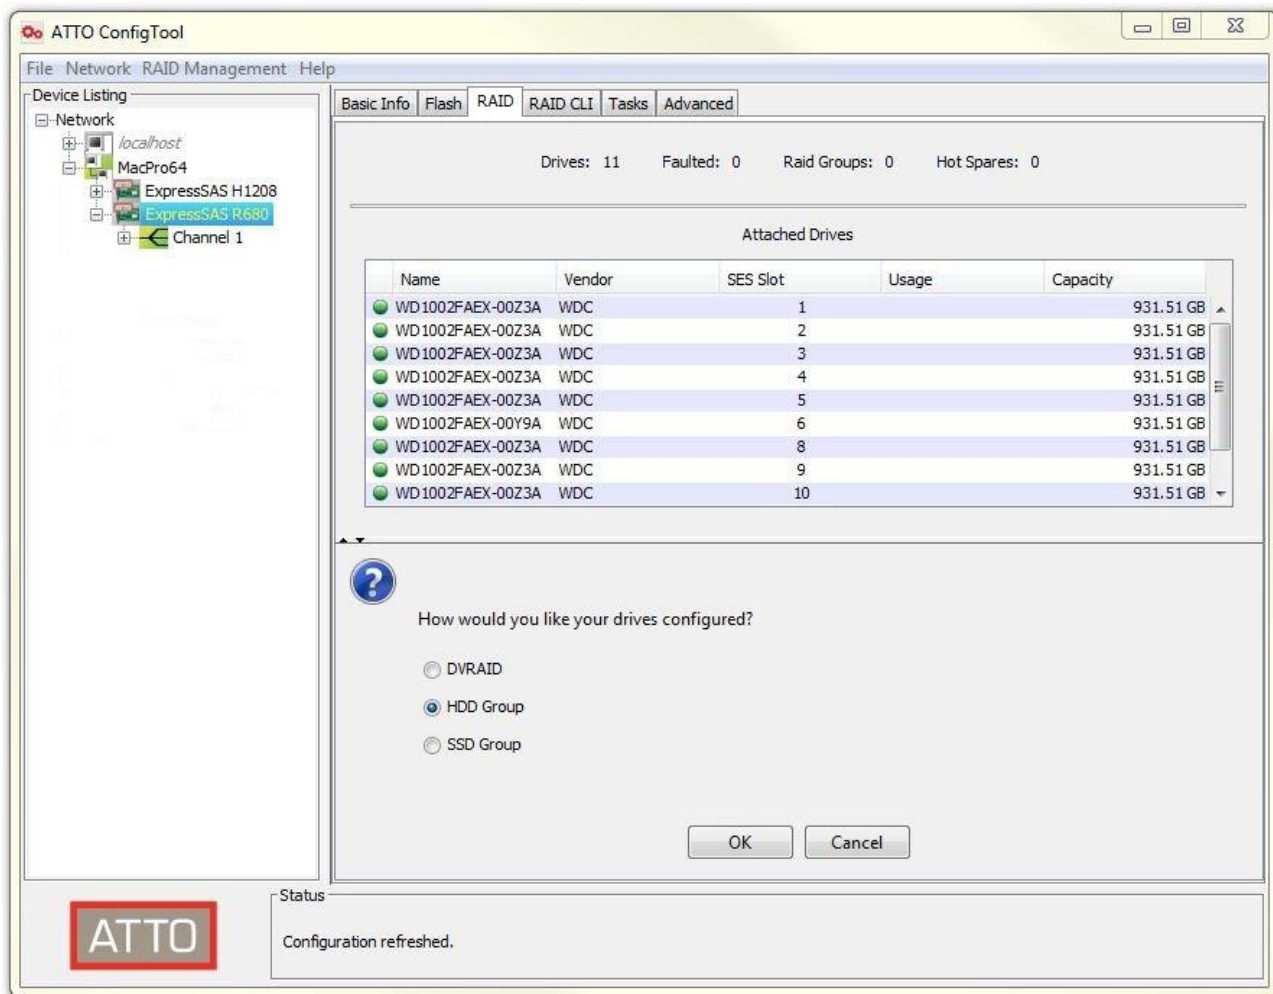 ATTO ConfigTool
File Network RAID Management Help
Device Listing
Network
localhost
MacPro64
ExpressSAS H1208
ExpressSAS R680
Channel 1
Basic Info Flash RAID RAID CLI Tasks Advanced
Drives: 11 Faulted: 0 Raid Groups: 0 Hot Spares: 0
Attached Drives
Name Vendor SES Slot Usage Capacity
WD1002FAEX-00Z3A WDC 1 931.51 GB
WD1002FAEX-00Z3A WDC 2 931.51 GB
WD1002FAEX-00Z3A WDC 3 931.51 GB
WD1002FAEX-00Z3A WDC 4 931.51 GB
WD1002FAEX-00Z3A WDC 5 931.51 GB
WD1002FAEX-00Y9A WDC 6 931.51 GB
WD1002FAEX-00Z3A WDC 8 931.51 GB
WD1002FAEX-00Z3A WDC 9 931.51 GB
WD1002FAEX-00Z3A WDC 10 931.51 GB
How would you like your drives configured?
DVRAID
HDD Group
SSD Group
OK Cancel
Status
ATTO
Configuration refreshed.